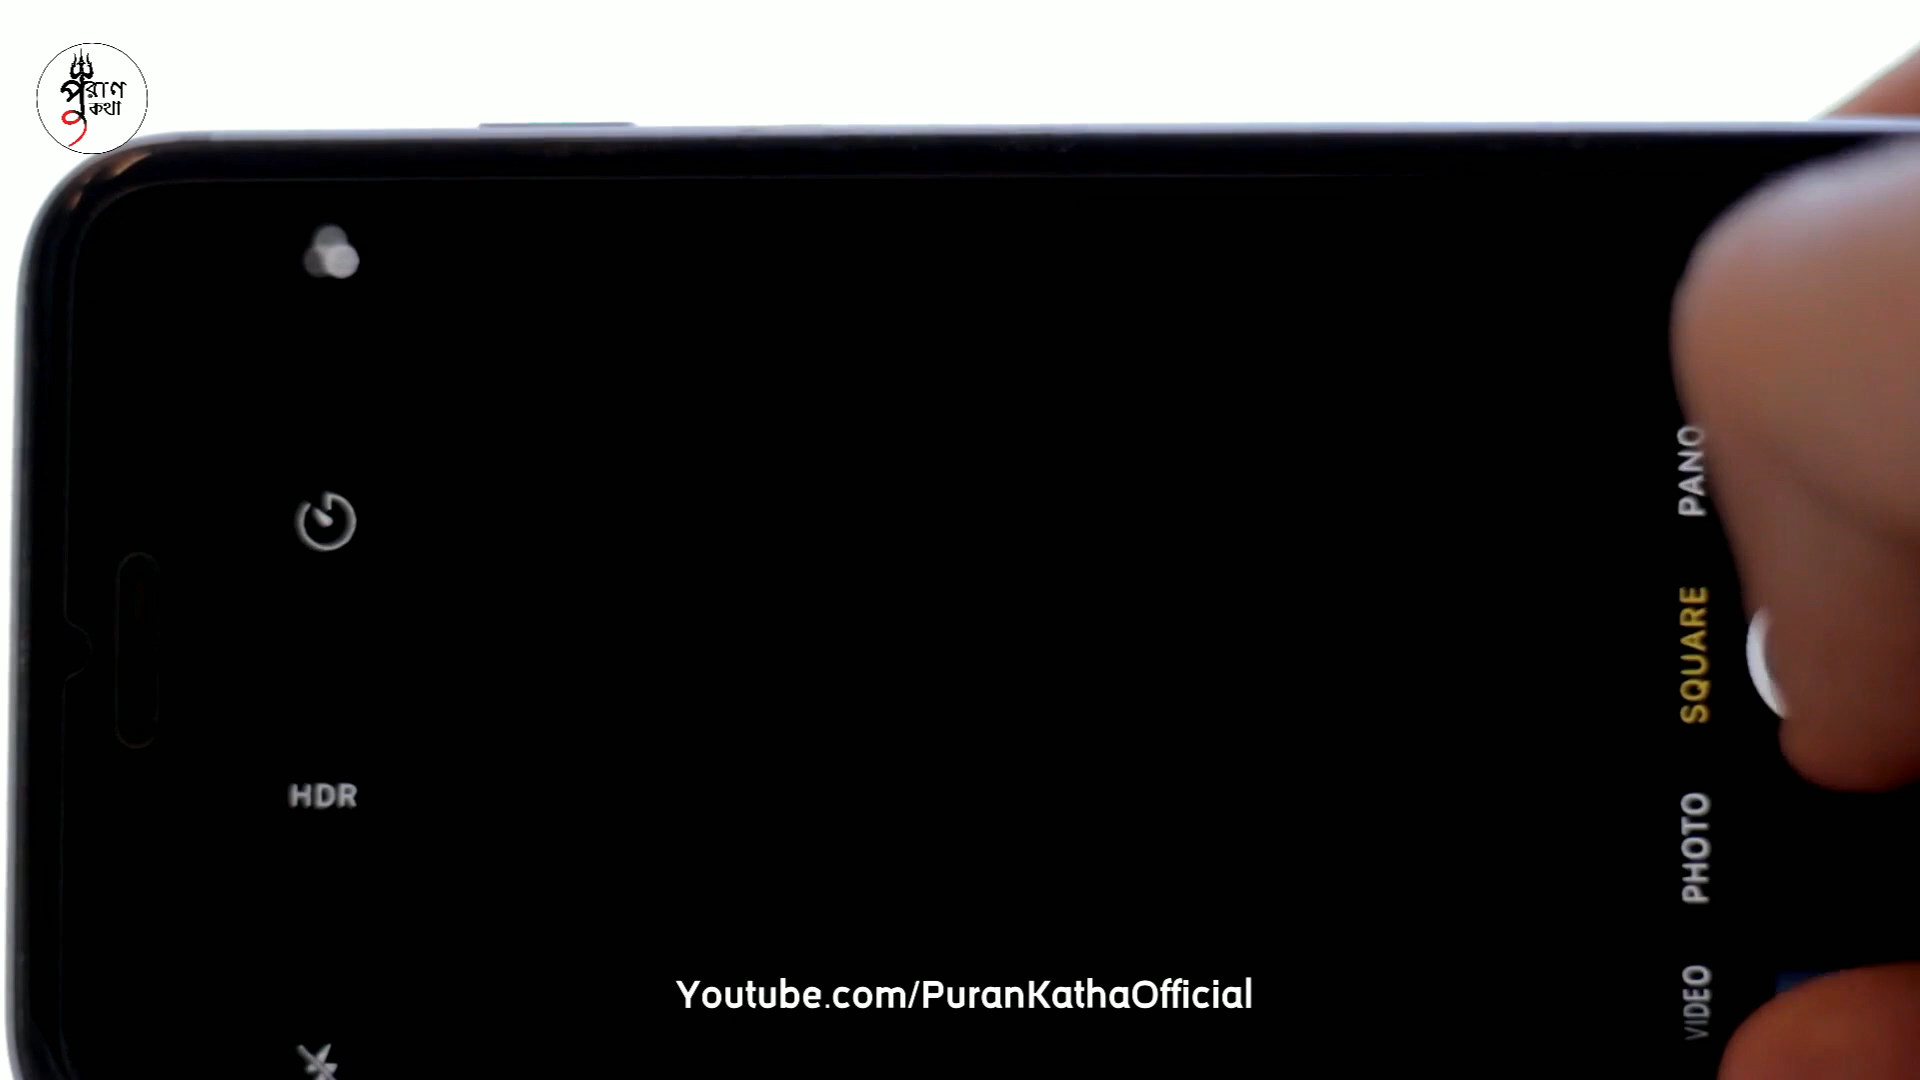 পুরাণ
কথা
PANO
SQUARE
HDR
PHOTO
VIDEO
Youtube.com/PuranKathaOfficial